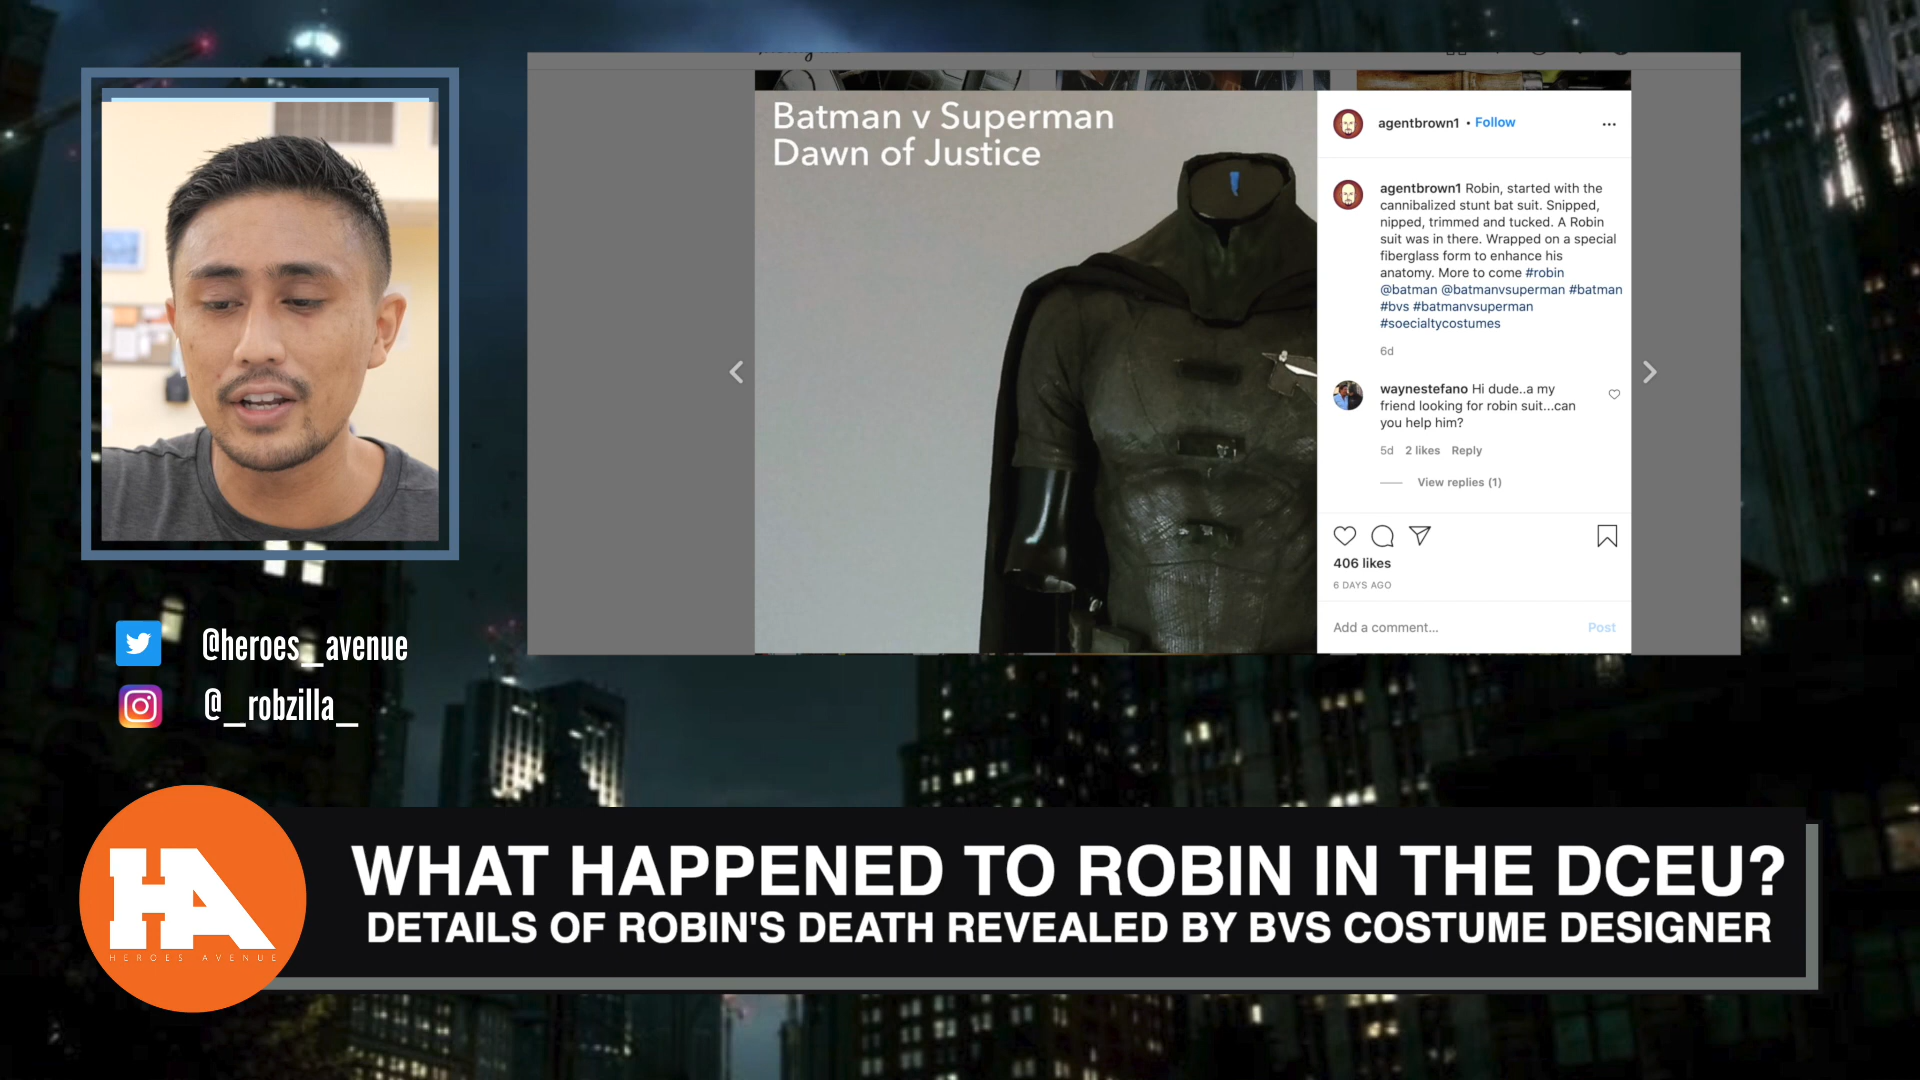 Batman v Superman
Dawn of Justice
agentbrown1 • Follow
agentbrown1 Robin, started with the
cannibalized stunt bat suit. Snipped,
nipped, trimmed and tucked. A Robin
suit was in there. Wrapped on a special
fiberglass form to enhance his
anatomy. More to come #robin
@batman @batmanvsuperman #batman
#bvs #batmanvsuperman
#soecialtycostumes
6d
waynestefano Hi dude..a my
friend looking for robin suit...can
you help him?
5d 2 likes Reply
View replies (1)
406 likes
6 DAYS AGO
Add a comment... Post
@heroes_avenue
@_robzilla_
HA
HEROES AVENUE
WHAT HAPPENED TO ROBIN IN THE DCEU?
DETAILS OF ROBIN'S DEATH REVEALED BY BVS COSTUME DESIGNER